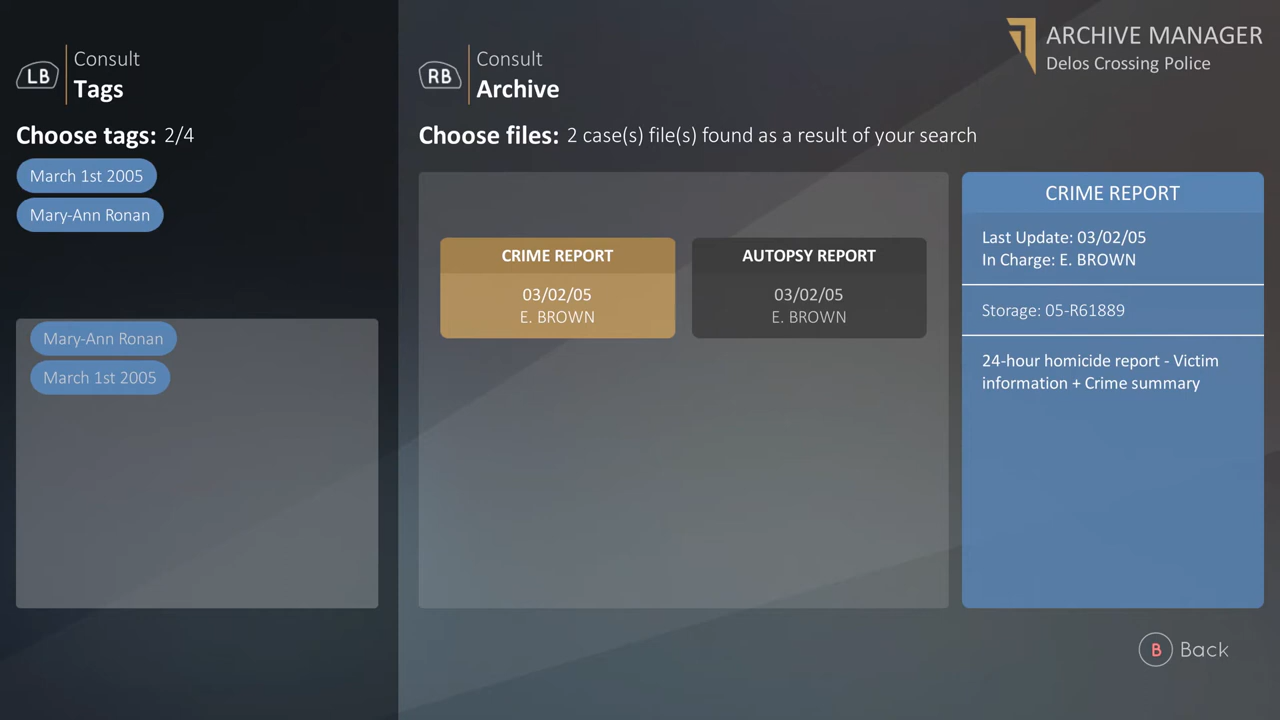 LB
Consult
Tags
Choose tags: 2/4
March 1st 2005
Mary-Ann Ronan
Mary-Ann Ronan
March 1st 2005
RB
Consult
Archive
Choose files: 2 case(s) file(s) found as a result of your search
CRIME REPORT
03/02/05
E. BROWN
AUTOPSY REPORT
03/02/05
E. BROWN
ARCHIVE MANAGER
Delos Crossing Police
CRIME REPORT
Last Update: 03/02/05
In Charge: E. BROWN
Storage: 05-R61889
24-hour homicide report - Victim
information + Crime summary
B Back